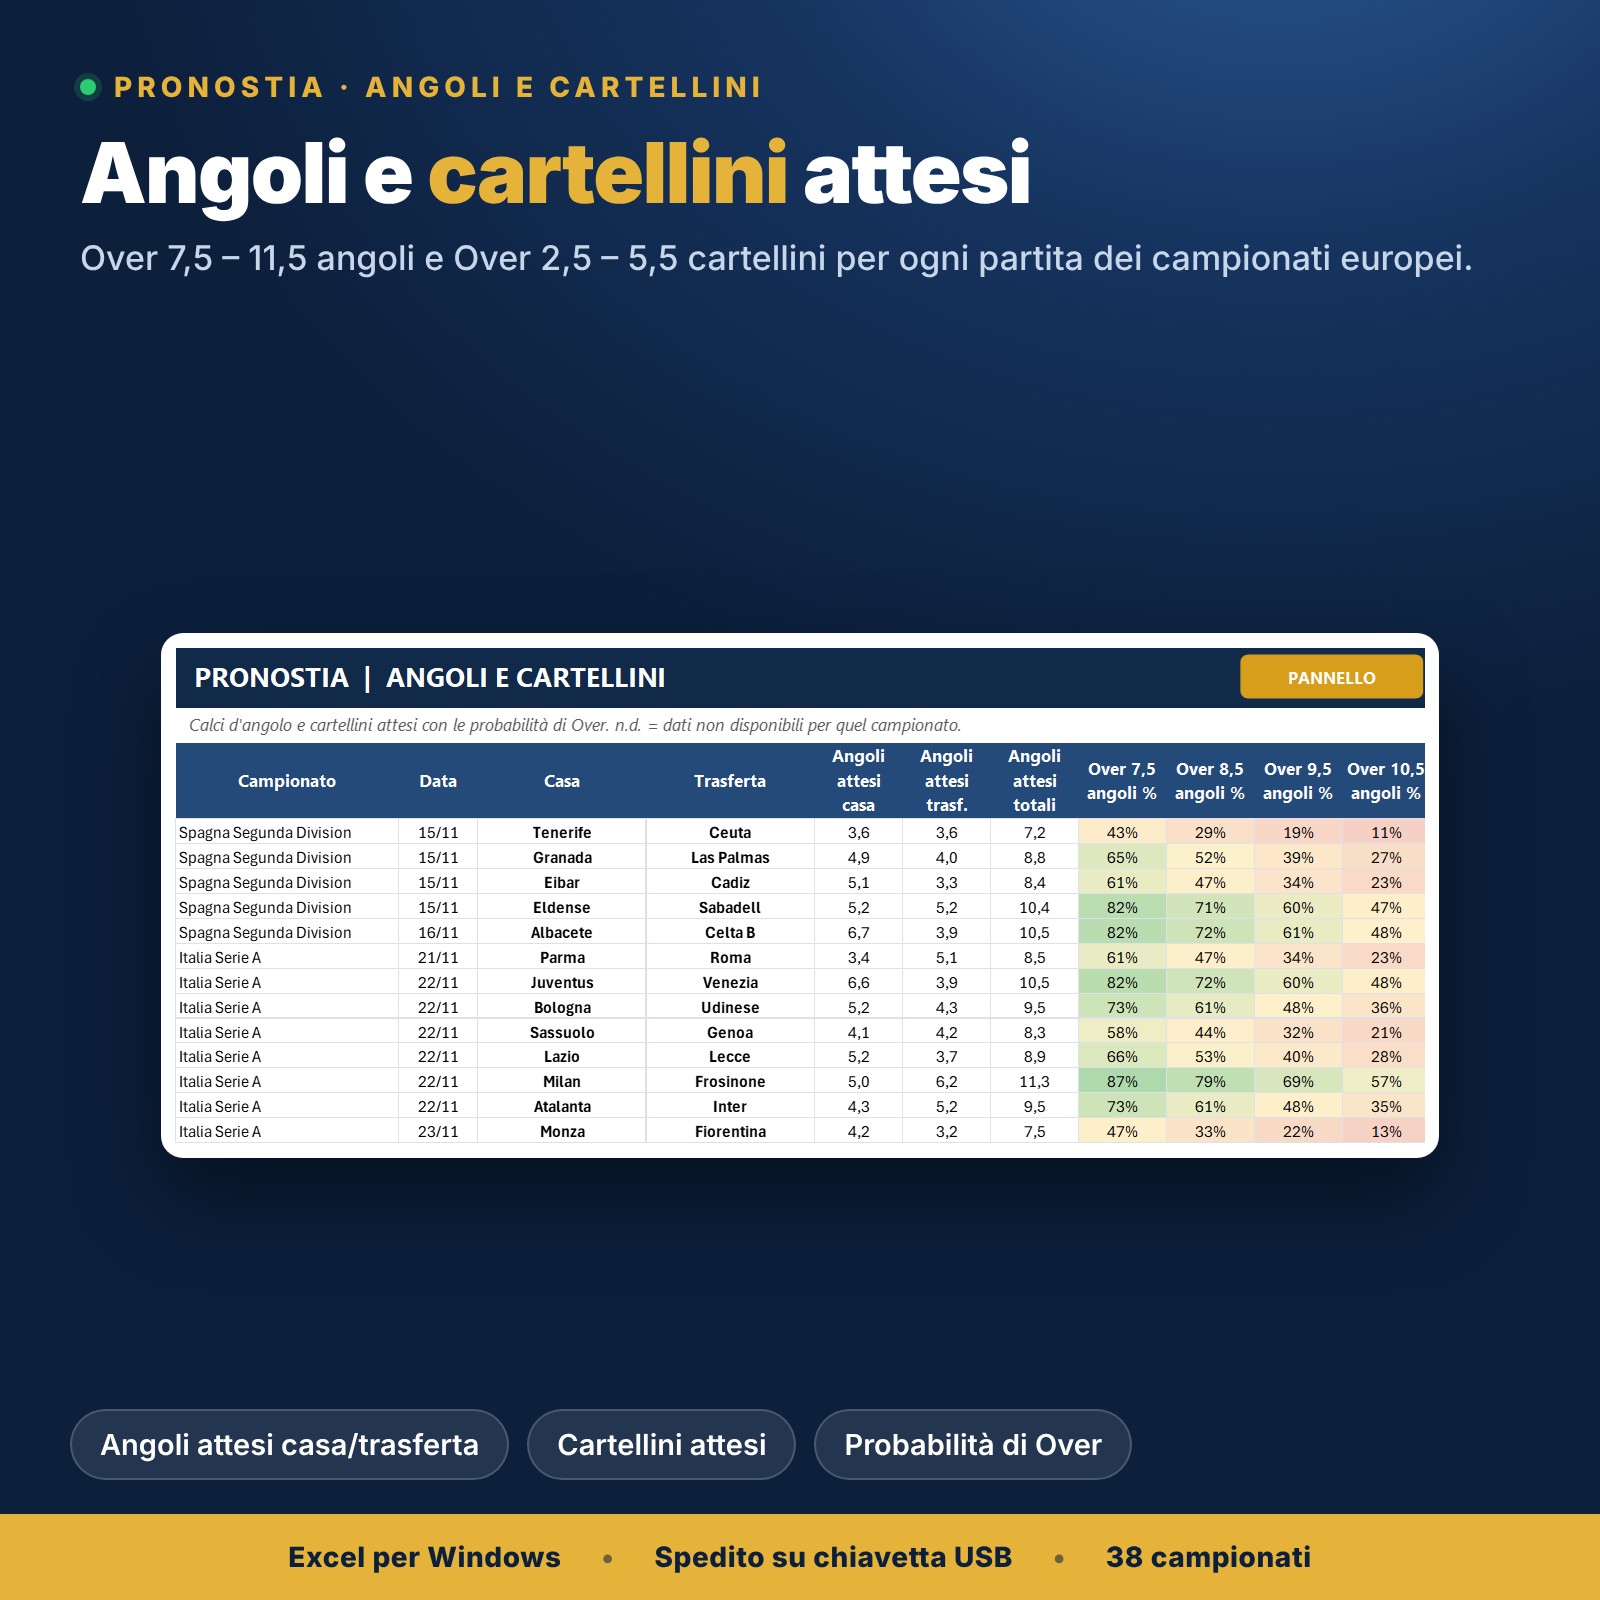 PRONOSTIA · ANGOLI E CARTELLINI
Angoli e cartellini attesi
Over 7,5 – 11,5 angoli e Over 2,5 – 5,5 cartellini per ogni partita dei campionati europei.
PRONOSTIA | ANGOLI E CARTELLINI PANNELLO
Calci d'angolo e cartellini attesi con le probabilità di Over. n.d. = dati non disponibili per quel campionato.
Campionato Data Casa Trasferta Angoli attesi casa Angoli attesi trasf. Angoli attesi totali Over 7,5 angoli % Over 8,5 angoli % Over 9,5 angoli % Over 10,5 angoli %
Spagna Segunda Division 15/11 Tenerife Ceuta 3,6 3,6 7,2 43% 29% 19% 11%
Spagna Segunda Division 15/11 Granada Las Palmas 4,9 4,0 8,8 65% 52% 39% 27%
Spagna Segunda Division 15/11 Eibar Cadiz 5,1 3,3 8,4 61% 47% 34% 23%
Spagna Segunda Division 15/11 Eldense Sabadell 5,2 5,2 10,4 82% 71% 60% 47%
Spagna Segunda Division 16/11 Albacete Celta B 6,7 3,9 10,5 82% 72% 61% 48%
Italia Serie A 21/11 Parma Roma 3,4 5,1 8,5 61% 47% 34% 23%
Italia Serie A 22/11 Juventus Venezia 6,6 3,9 10,5 82% 72% 60% 48%
Italia Serie A 22/11 Bologna Udinese 5,2 4,3 9,5 73% 61% 48% 36%
Italia Serie A 22/11 Sassuolo Genoa 4,1 4,2 8,3 58% 44% 32% 21%
Italia Serie A 22/11 Lazio Lecce 5,2 3,7 8,9 66% 53% 40% 28%
Italia Serie A 22/11 Milan Frosinone 5,0 6,2 11,3 87% 79% 69% 57%
Italia Serie A 22/11 Atalanta Inter 4,3 5,2 9,5 73% 61% 48% 35%
Italia Serie A 23/11 Monza Fiorentina 4,2 3,2 7,5 47% 33% 22% 13%
Angoli attesi casa/trasferta Cartellini attesi Probabilità di Over
Excel per Windows • Spedito su chiavetta USB • 38 campionati